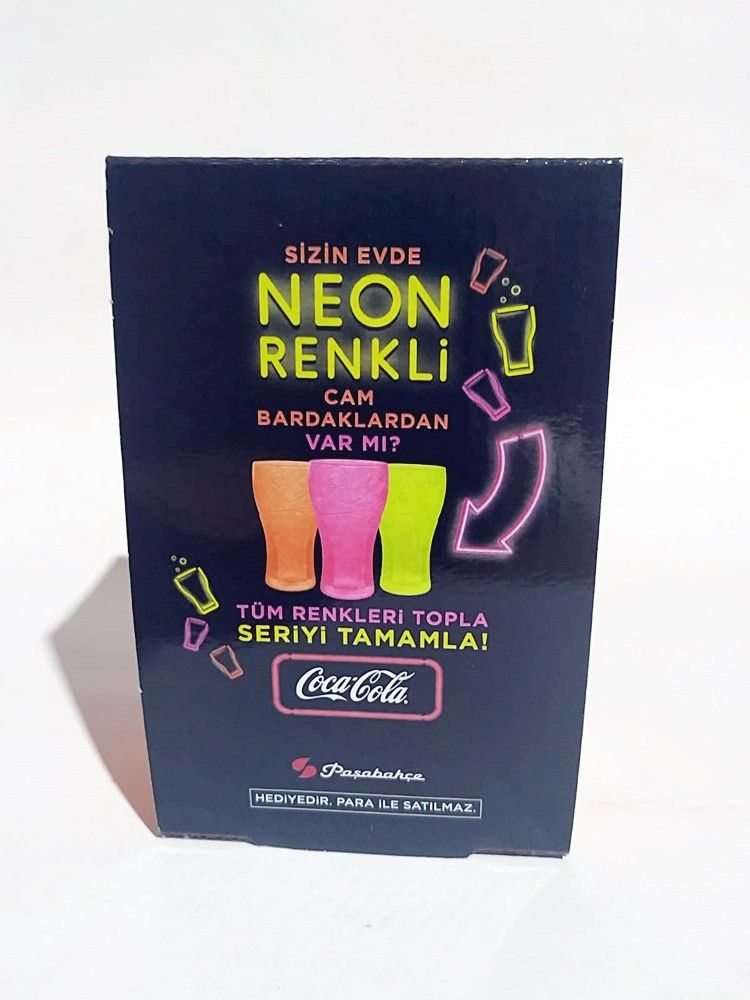 SİZİN EVDE
NEON
RENKLİ
CAM
BARDAKLARDAN
VAR MI?
TÜM RENKLERİ TOPLA
SERİYİ TAMAMLA!
Coca-Cola
Paşabahçe
HEDİYEDİR. PARA İLE SATILMAZ.